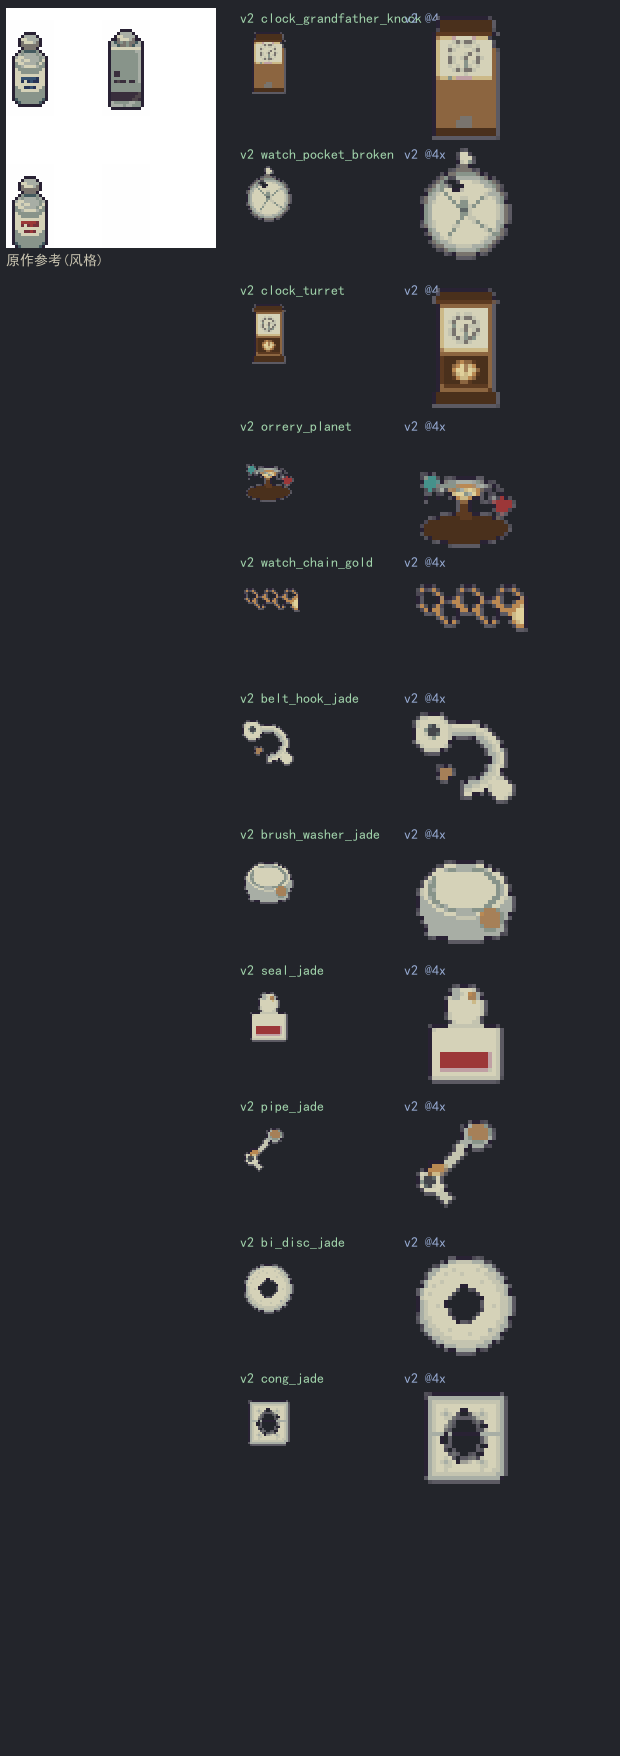 v2 clock_grandfather_knock v2 @4
v2 watch_pocket_broken v2 @4x
原作参考(风格)
v2 clock_turret v2 @4
v2 orrery_planet v2 @4x
v2 watch_chain_gold v2 @4x
v2 belt_hook_jade v2 @4x
v2 brush_washer_jade v2 @4x
v2 seal_jade v2 @4x
v2 pipe_jade v2 @4x
v2 bi_disc_jade v2 @4x
v2 cong_jade v2 @4x